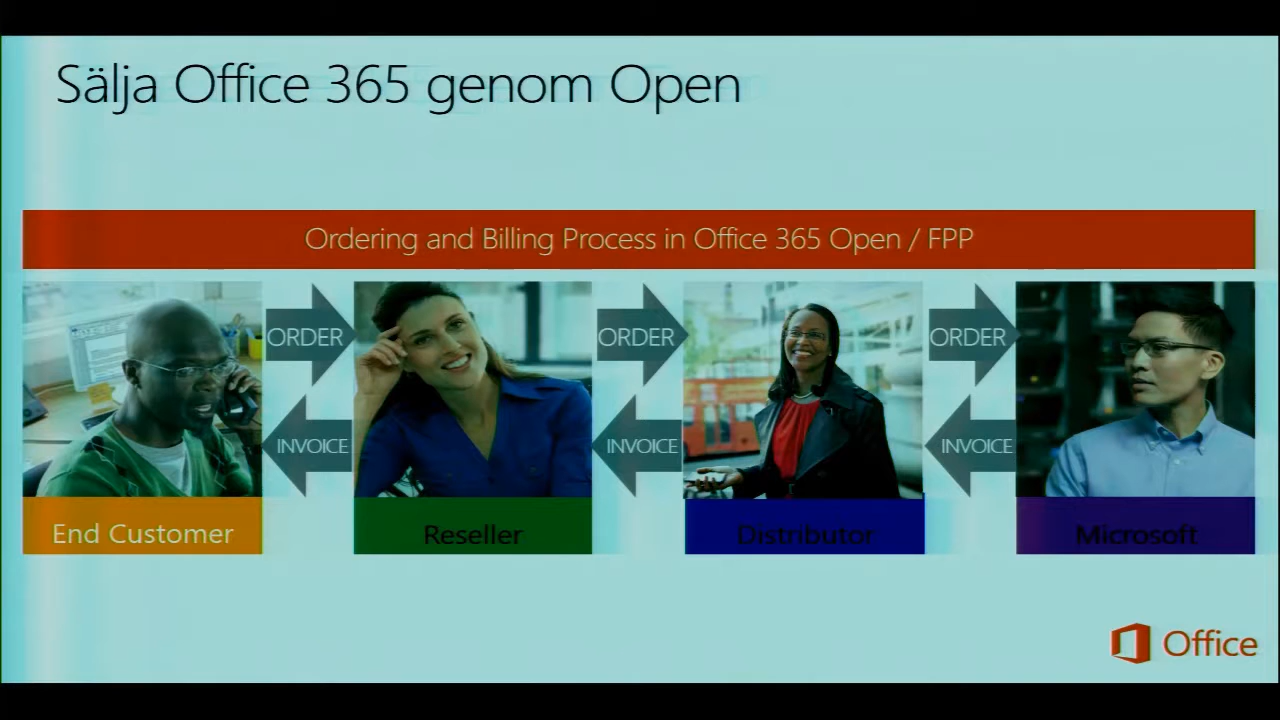 Sälja Office 365 genom Open
Ordering and Billing Process in Office 365 Open / FPP
ORDER
ORDER
ORDER
INVOICE
INVOICE
INVOICE
End Customer
Reseller
Distributor
Microsoft
Office